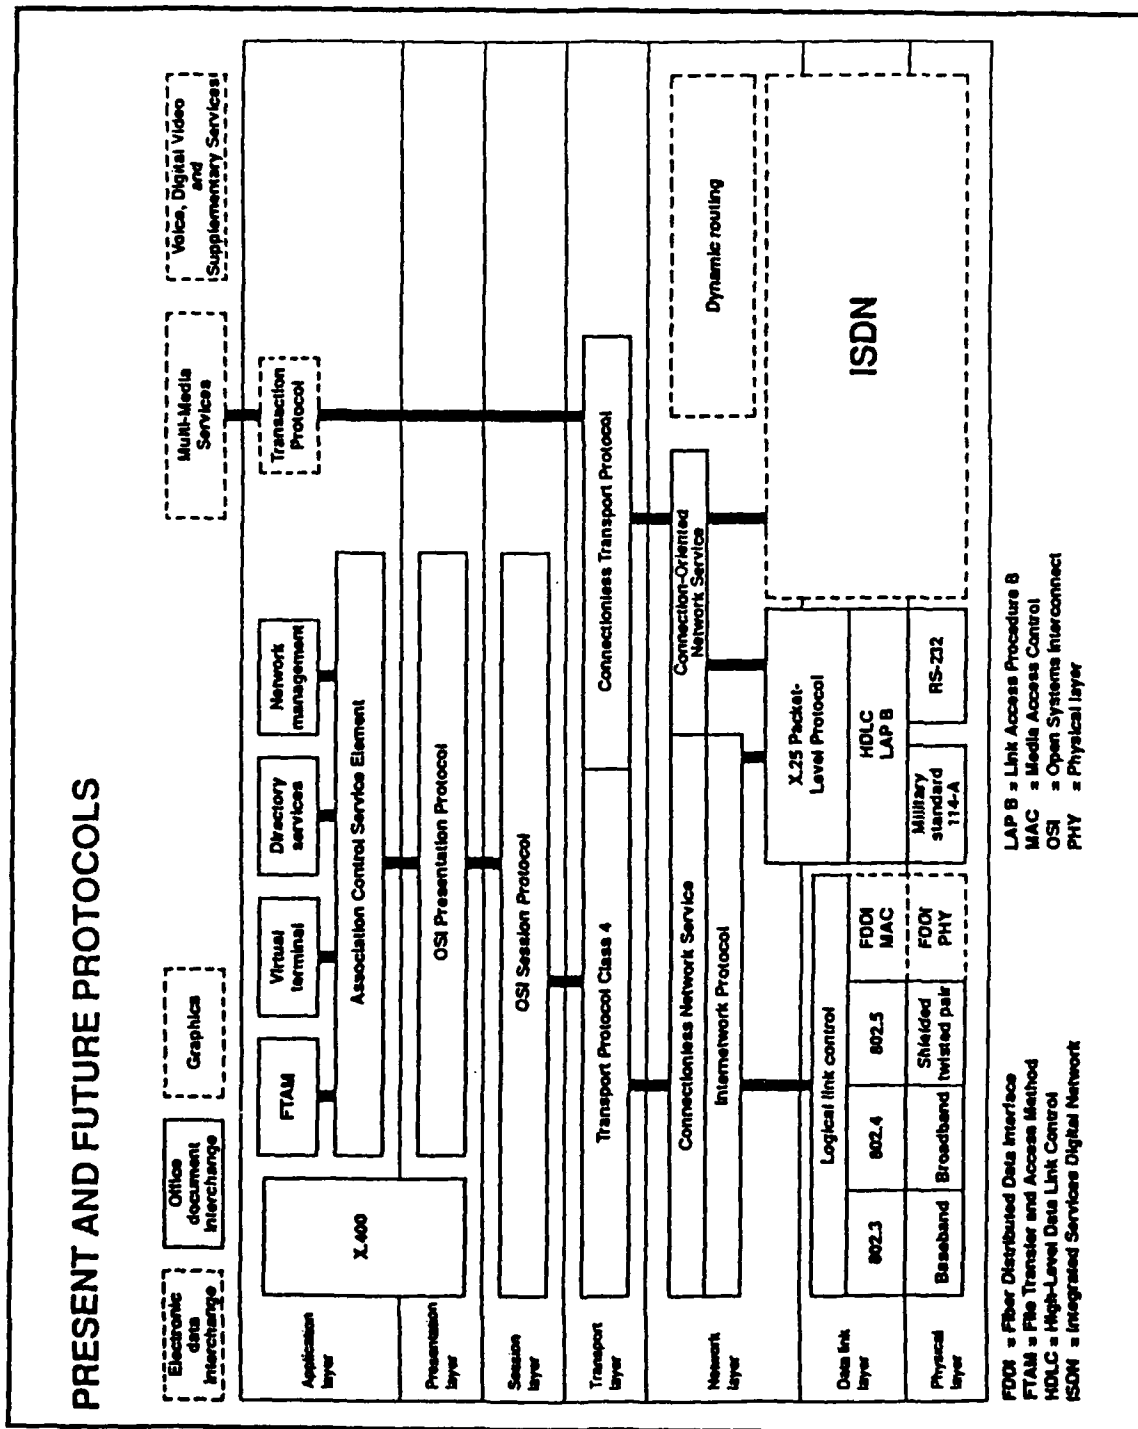 PRESENT AND FUTURE PROTOCOLS
Electronic
data
interchange
Office
document
interchange
Graphics
Multi-Media
Services
Voice, Digital Video
and
Supplementary Services
Application
layer
X.400
FTAM
Virtual
terminal
Directory
services
Network
management
Transaction
Protocol
Association Control Service Element
Presentation
layer
OSI Presentation Protocol
Session
layer
OSI Session Protocol
Transport
layer
Transport Protocol Class 4
Connectionless Transport Protocol
Network
layer
Connectionless Network Service
Internetwork Protocol
Connection-Oriented
Network Service
Dynamic routing
X.25 Packet-
Level Protocol
ISDN
Data link
layer
Logical link control
802.3
802.4
802.5
FDDI
MAC
HDLC
LAP B
Physical
layer
Baseband
Broadband
Shielded
twisted pair
FDDI
PHY
Military
standard
114-A
RS-232
FDDI = Fiber Distributed Data Interface
FTAM = File Transfer and Access Method
HDLC = High-Level Data Link Control
ISDN = Integrated Services Digital Network
LAP B = Link Access Procedure B
MAC = Media Access Control
OSI = Open Systems Interconnect
PHY = Physical layer